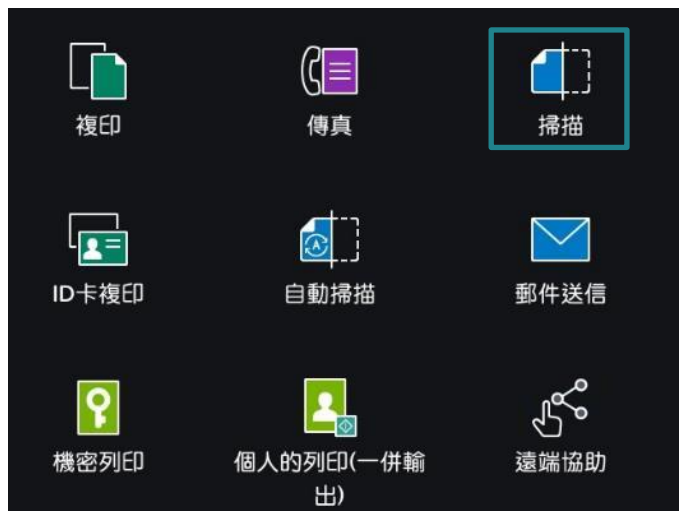 複印
傳真
掃描
ID卡複印
自動掃描
郵件送信
機密列印
個人的列印(一併輸
出)
遠端協助